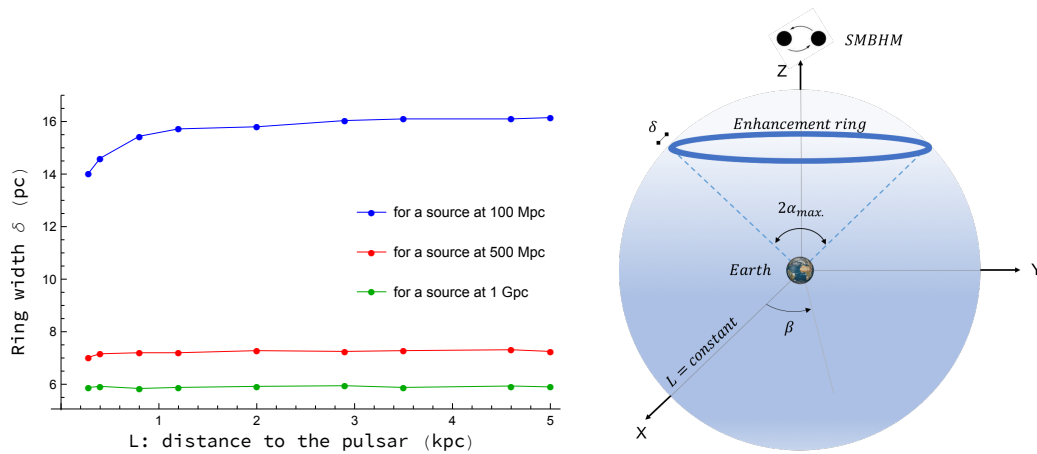 16
14
12
10
8
6
1
2
3
4
5
Ring width δ (pc)
L: distance to the pulsar (kpc)
for a source at 100 Mpc
for a source at 500 Mpc
for a source at 1 Gpc
SMBHM
Z
δ
Enhancement ring
2α_max.
Earth
Y
β
L = constant
X